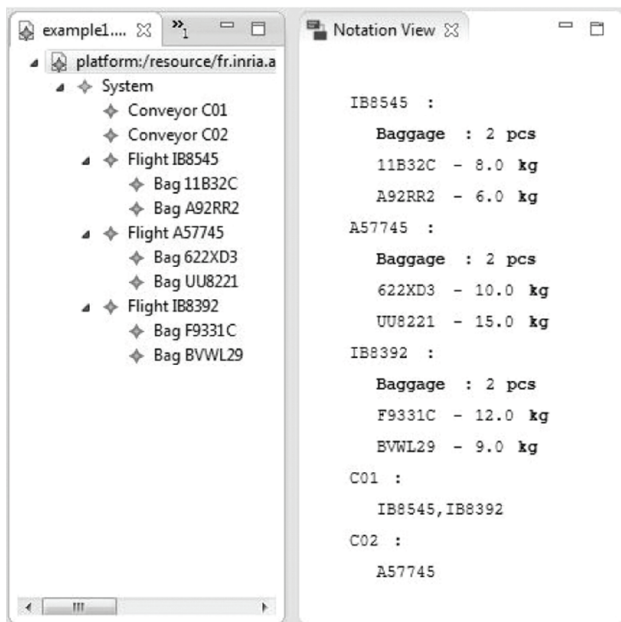 example1....
»1
platform:/resource/fr.inria.a
System
Conveyor C01
Conveyor C02
Flight IB8545
Bag 11B32C
Bag A92RR2
Flight A57745
Bag 622XD3
Bag UU8221
Flight IB8392
Bag F9331C
Bag BVWL29
Notation View
IB8545 :
Baggage : 2 pcs
11B32C - 8.0 kg
A92RR2 - 6.0 kg
A57745 :
Baggage : 2 pcs
622XD3 - 10.0 kg
UU8221 - 15.0 kg
IB8392 :
Baggage : 2 pcs
F9331C - 12.0 kg
BVWL29 - 9.0 kg
C01 :
IB8545,IB8392
C02 :
A57745